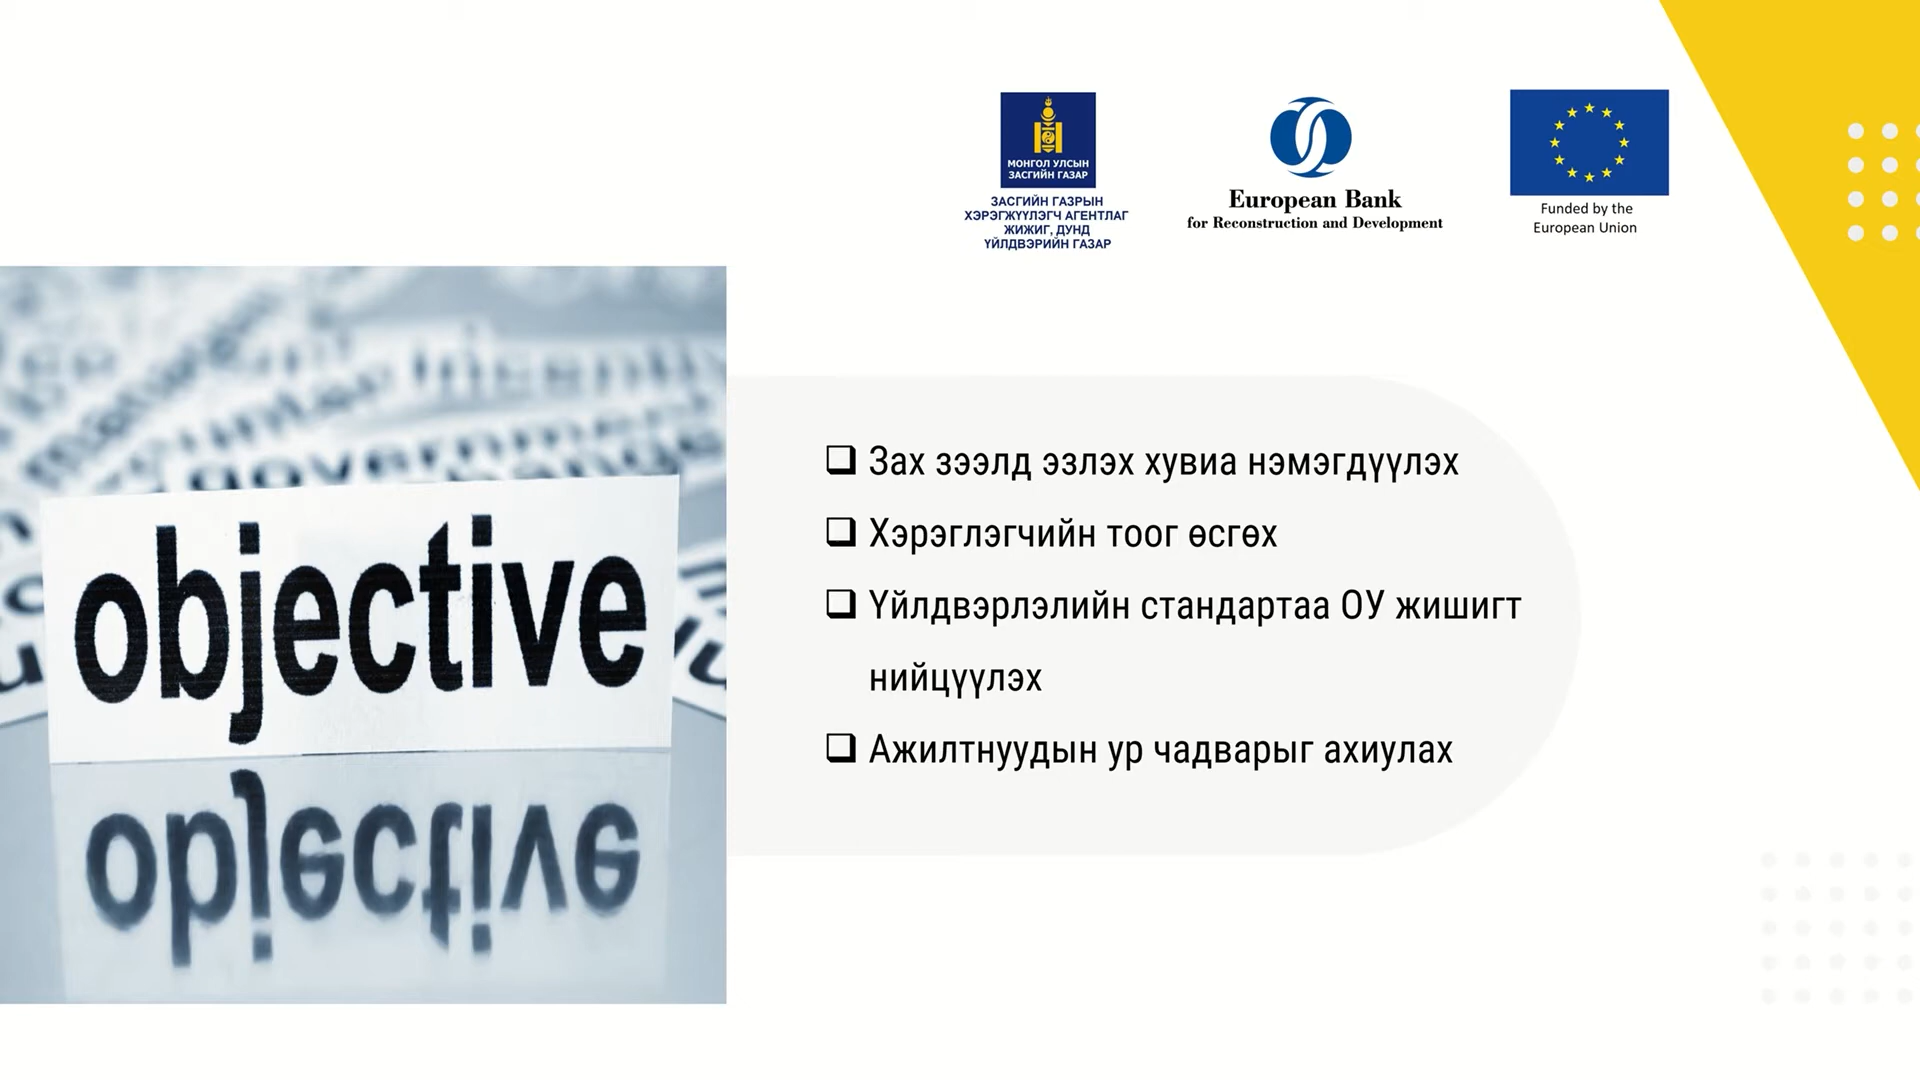 МОНГОЛ УЛСЫН
ЗАСГИЙН ГАЗАР
ЗАСГИЙН ГАЗРЫН
ХЭРЭГЖҮҮЛЭГЧ АГЕНТЛАГ
ЖИЖИГ, ДУНД
ҮЙЛДВЭРИЙН ГАЗАР
European Bank
for Reconstruction and Development
Funded by the
European Union
government
objective
Зах зээлд эзлэх хувиа нэмэгдүүлэх
Хэрэглэгчийн тоог өсгөх
Үйлдвэрлэлийн стандартаа ОУ жишигт
нийцүүлэх
Ажилтнуудын ур чадварыг ахиулах